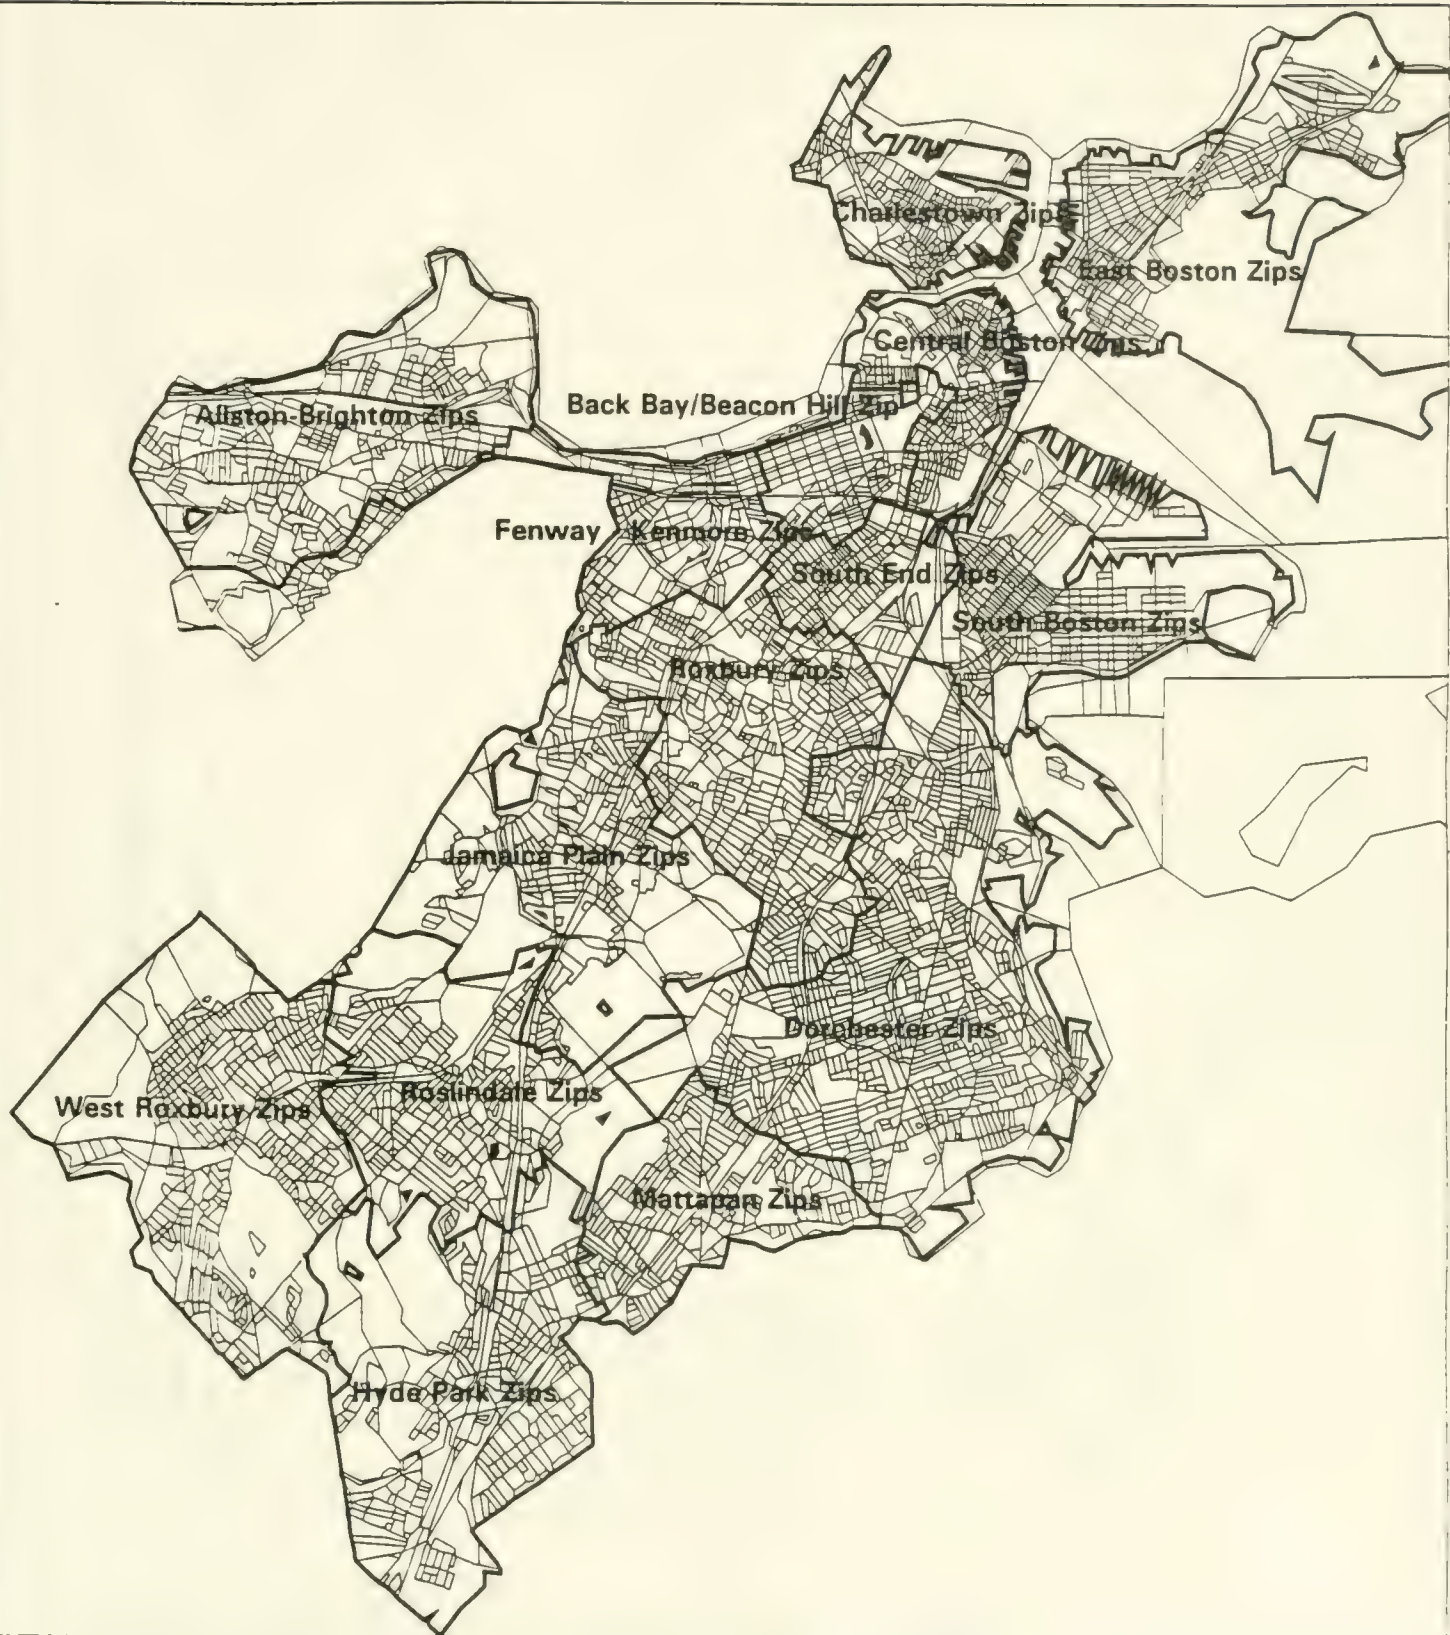 Charlestown Zips
East Boston Zips
Central Boston Zips
Back Bay/Beacon Hill Zip
Allston-Brighton Zips
Fenway - Kenmore Zips
South End Zips
South Boston Zips
Roxbury Zips
Jamaica Plain Zips
Dorchester Zips
Roslindale Zips
West Roxbury Zips
Mattapan Zips
Hyde Park Zips